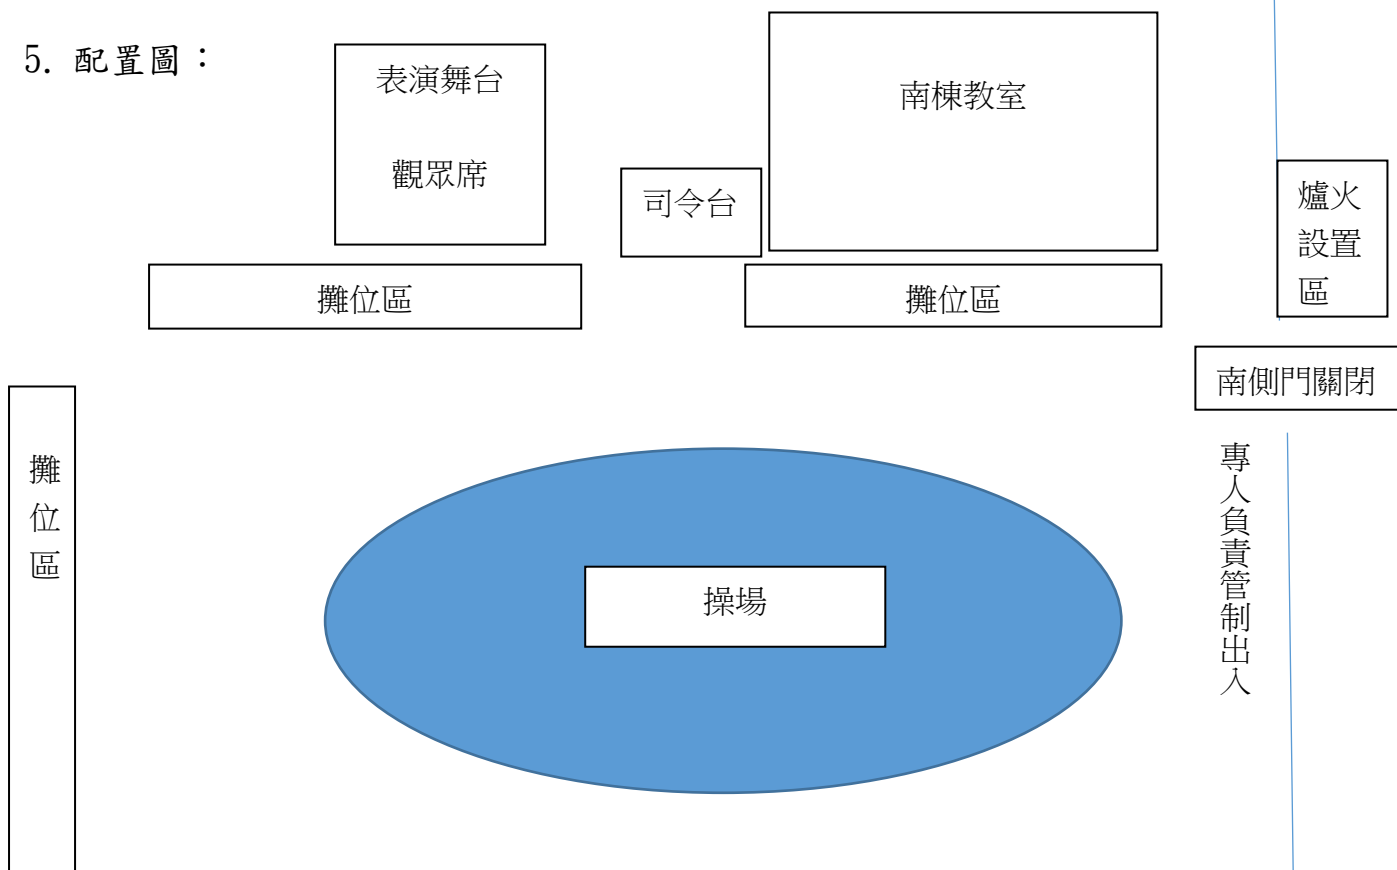 5. 配置圖：
表演舞台
觀眾席
南棟教室
司令台
爐火
設置
區
攤位區
攤位區
南側門關閉
攤
位
區
專人負責管制出入
操場